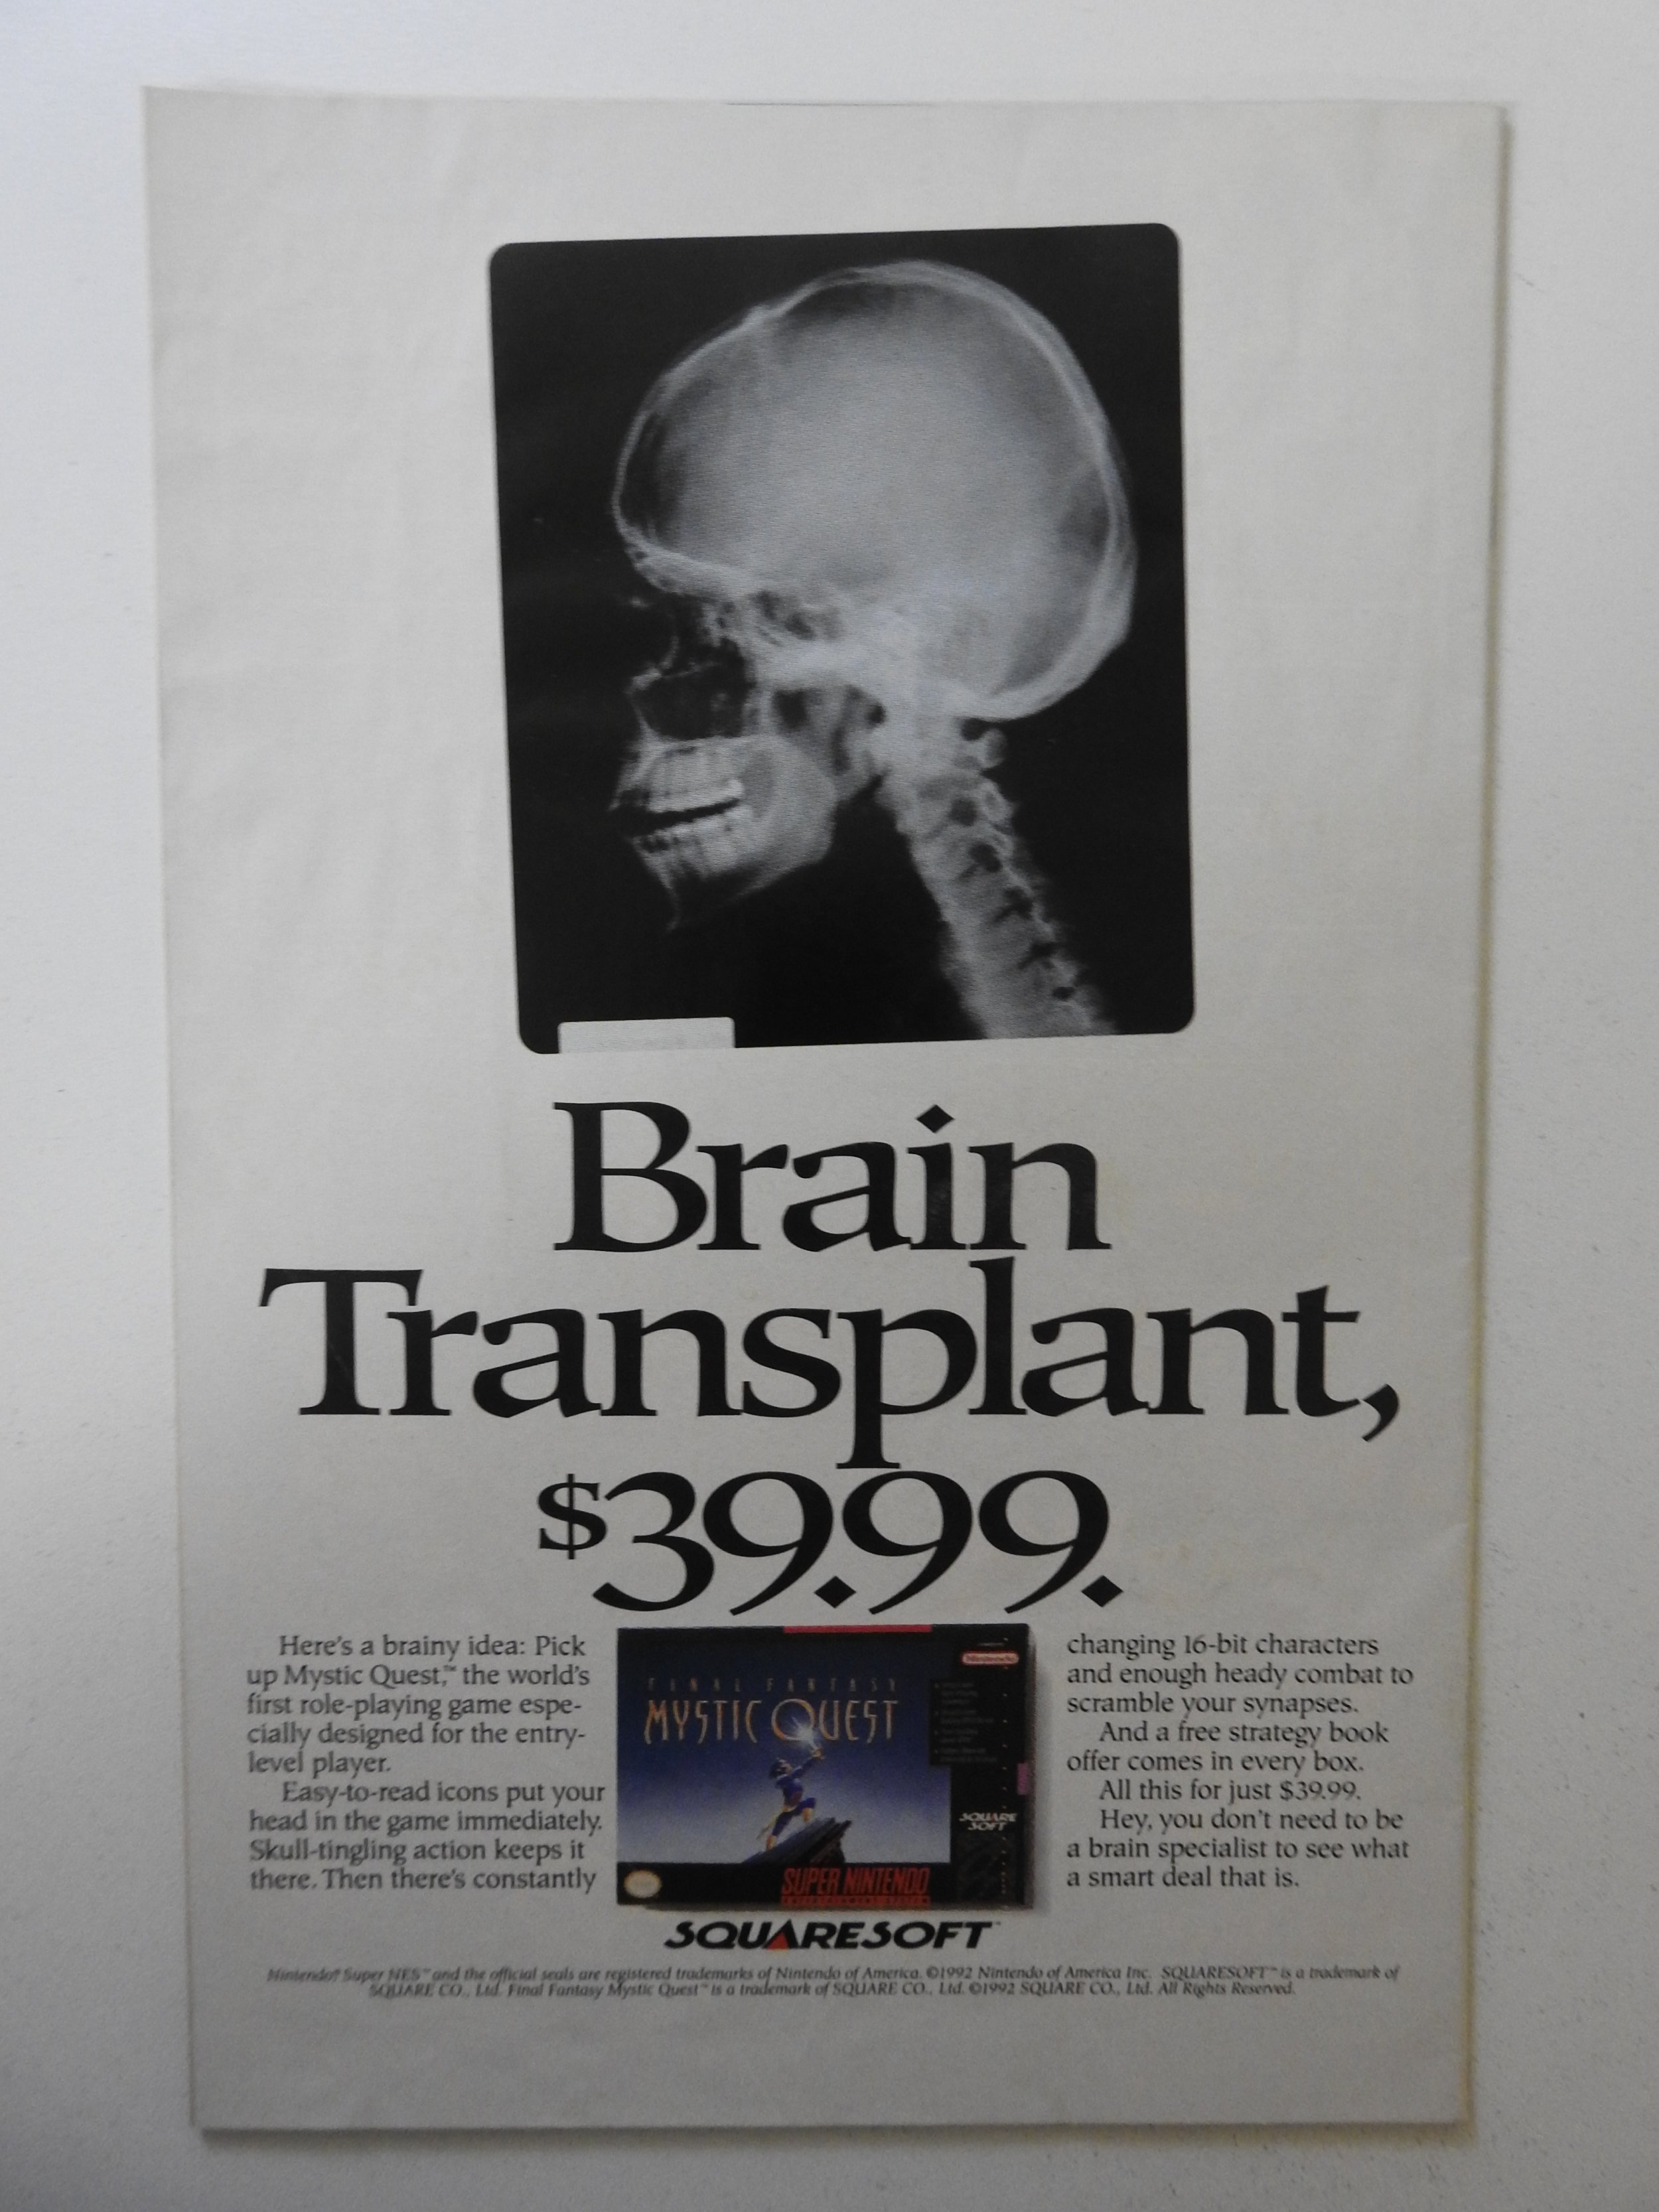 Brain
Transplant,
$39.99.
Here's a brainy idea: Pick
up Mystic Quest,™ the world's
first role-playing game espe-
cially designed for the entry-
level player.
Easy-to-read icons put your
head in the game immediately.
Skull-tingling action keeps it
there. Then there's constantly
FINAL FANTASY
MYSTIC QUEST
Nintendo
SQUARE
SOFT
SUPER NINTENDO
ENTERTAINMENT SYSTEM
changing 16-bit characters
and enough heady combat to
scramble your synapses.
And a free strategy book
offer comes in every box.
All this for just $39.99.
Hey, you don't need to be
a brain specialist to see what
a smart deal that is.
SQUARESOFT™
Nintendo® Super NES™ and the official seals are registered trademarks of Nintendo of America. ©1992 Nintendo of America Inc. SQUARESOFT™ is a trademark of
SQUARE CO., Ltd. Final Fantasy Mystic Quest™ is a trademark of SQUARE CO., Ltd. ©1992 SQUARE CO., Ltd. All Rights Reserved.